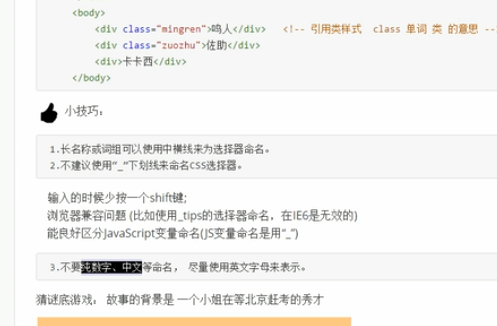 <body>
<div class="mingren">鸣人</div> <!-- 引用类样式 class 单词 类 的意思 --
<div class="zuozhu">佐助</div>
<div>卡卡西</div>
</body>
小技巧：
1.长名称或词组可以使用中横线来为选择器命名。
2.不建议使用“_”下划线来命名CSS选择器。
输入的时候少按一个shift键;
浏览器兼容问题 (比如使用_tips的选择器命名，在IE6是无效的)
能良好区分JavaScript变量命名(JS变量命名是用“_”)
3.不要纯数字、中文等命名， 尽量使用英文字母来表示。
猜谜底游戏： 故事的背景是 一个小姐在等北京赶考的秀才